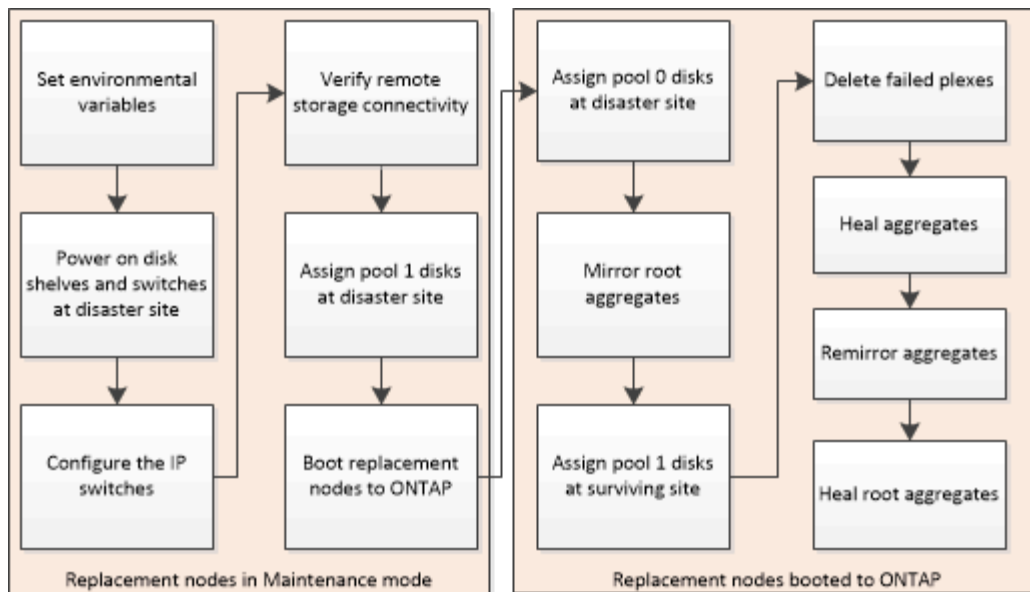 Set environmental
variables
Power on disk
shelves and switches
at disaster site
Configure the IP
switches
Verify remote
storage connectivity
Assign pool 1 disks
at disaster site
Boot replacement
nodes to ONTAP
Replacement nodes in Maintenance mode
Assign pool 0 disks
at disaster site
Mirror root
aggregates
Assign pool 1 disks
at surviving site
Delete failed plexes
Heal aggregates
Remirror aggregates
Heal root aggregates
Replacement nodes booted to ONTAP